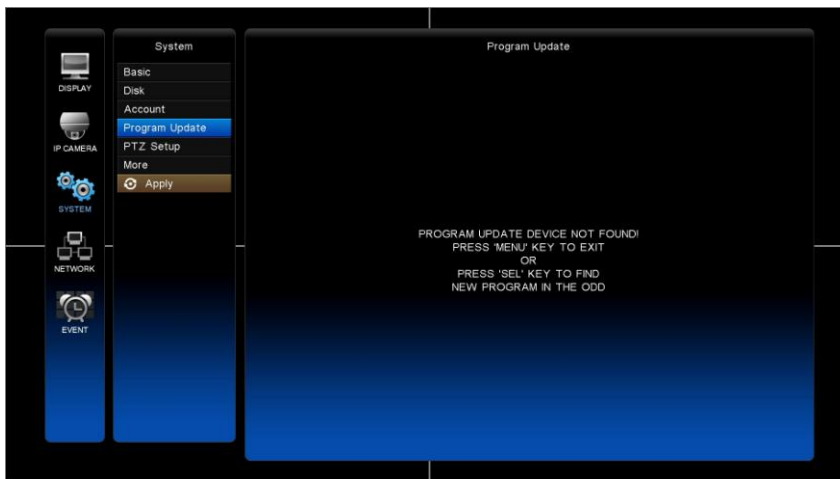 DISPLAY
IP CAMERA
SYSTEM
NETWORK
EVENT
System
Basic
Disk
Account
Program Update
PTZ Setup
More
Apply
Program Update
PROGRAM UPDATE DEVICE NOT FOUND!
PRESS 'MENU' KEY TO EXIT
OR
PRESS 'SEL' KEY TO FIND
NEW PROGRAM IN THE ODD